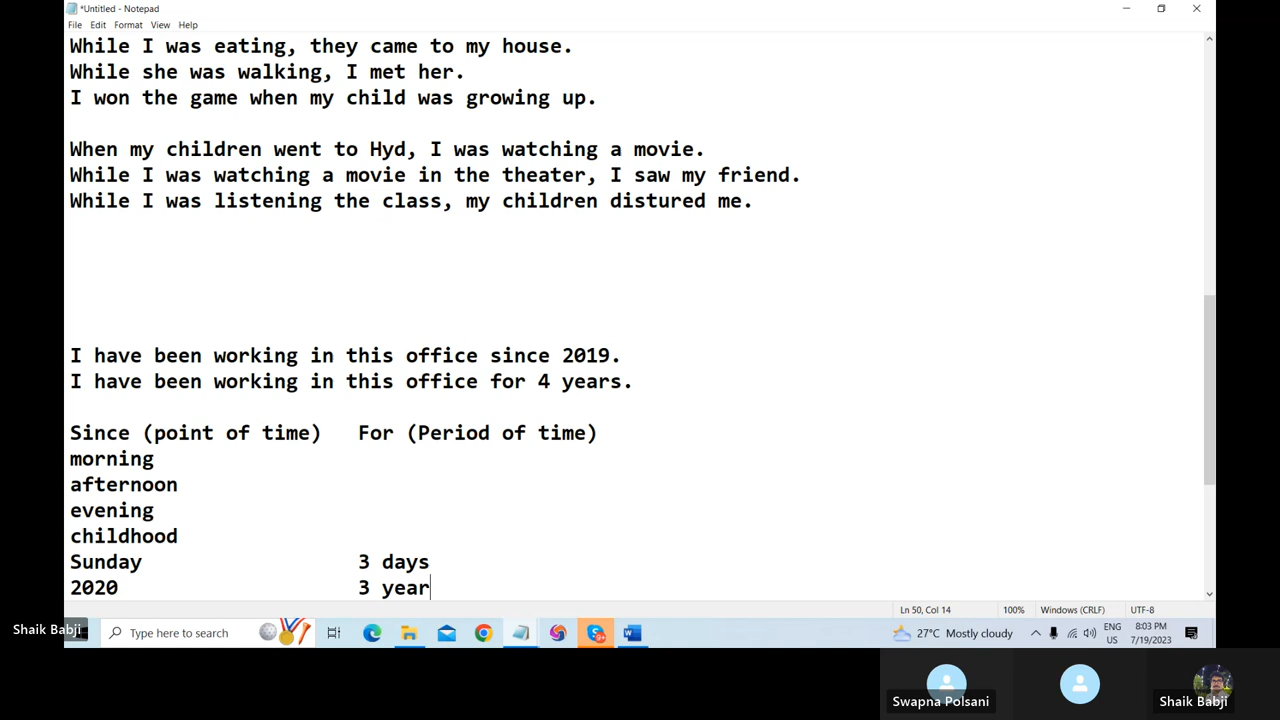 *Untitled - Notepad
File Edit Format View Help
While I was eating, they came to my house.
While she was walking, I met her.
I won the game when my child was growing up.
When my children went to Hyd, I was watching a movie.
While I was watching a movie in the theater, I saw my friend.
While I was listening the class, my children distured me.
I have been working in this office since 2019.
I have been working in this office for 4 years.
Since (point of time) For (Period of time)
morning
afternoon
evening
childhood
Sunday 3 days
2020 3 year
Ln 50, Col 14 100% Windows (CRLF) UTF-8
Shaik Babji
Type here to search
27°C Mostly cloudy
ENG
US
8:03 PM
7/19/2023
Swapna Polsani
Shaik Babji